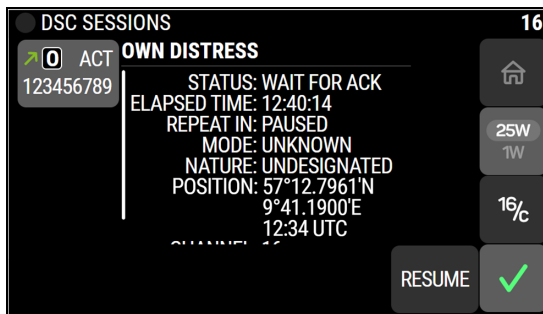 DSC SESSIONS
16
0 ACT
123456789
OWN DISTRESS
STATUS: WAIT FOR ACK
ELAPSED TIME: 12:40:14
REPEAT IN: PAUSED
MODE: UNKNOWN
NATURE: UNDESIGNATED
POSITION: 57°12.7961'N
9°41.1900'E
12:34 UTC
CHANNEL: 16
25W
1W
16/C
RESUME